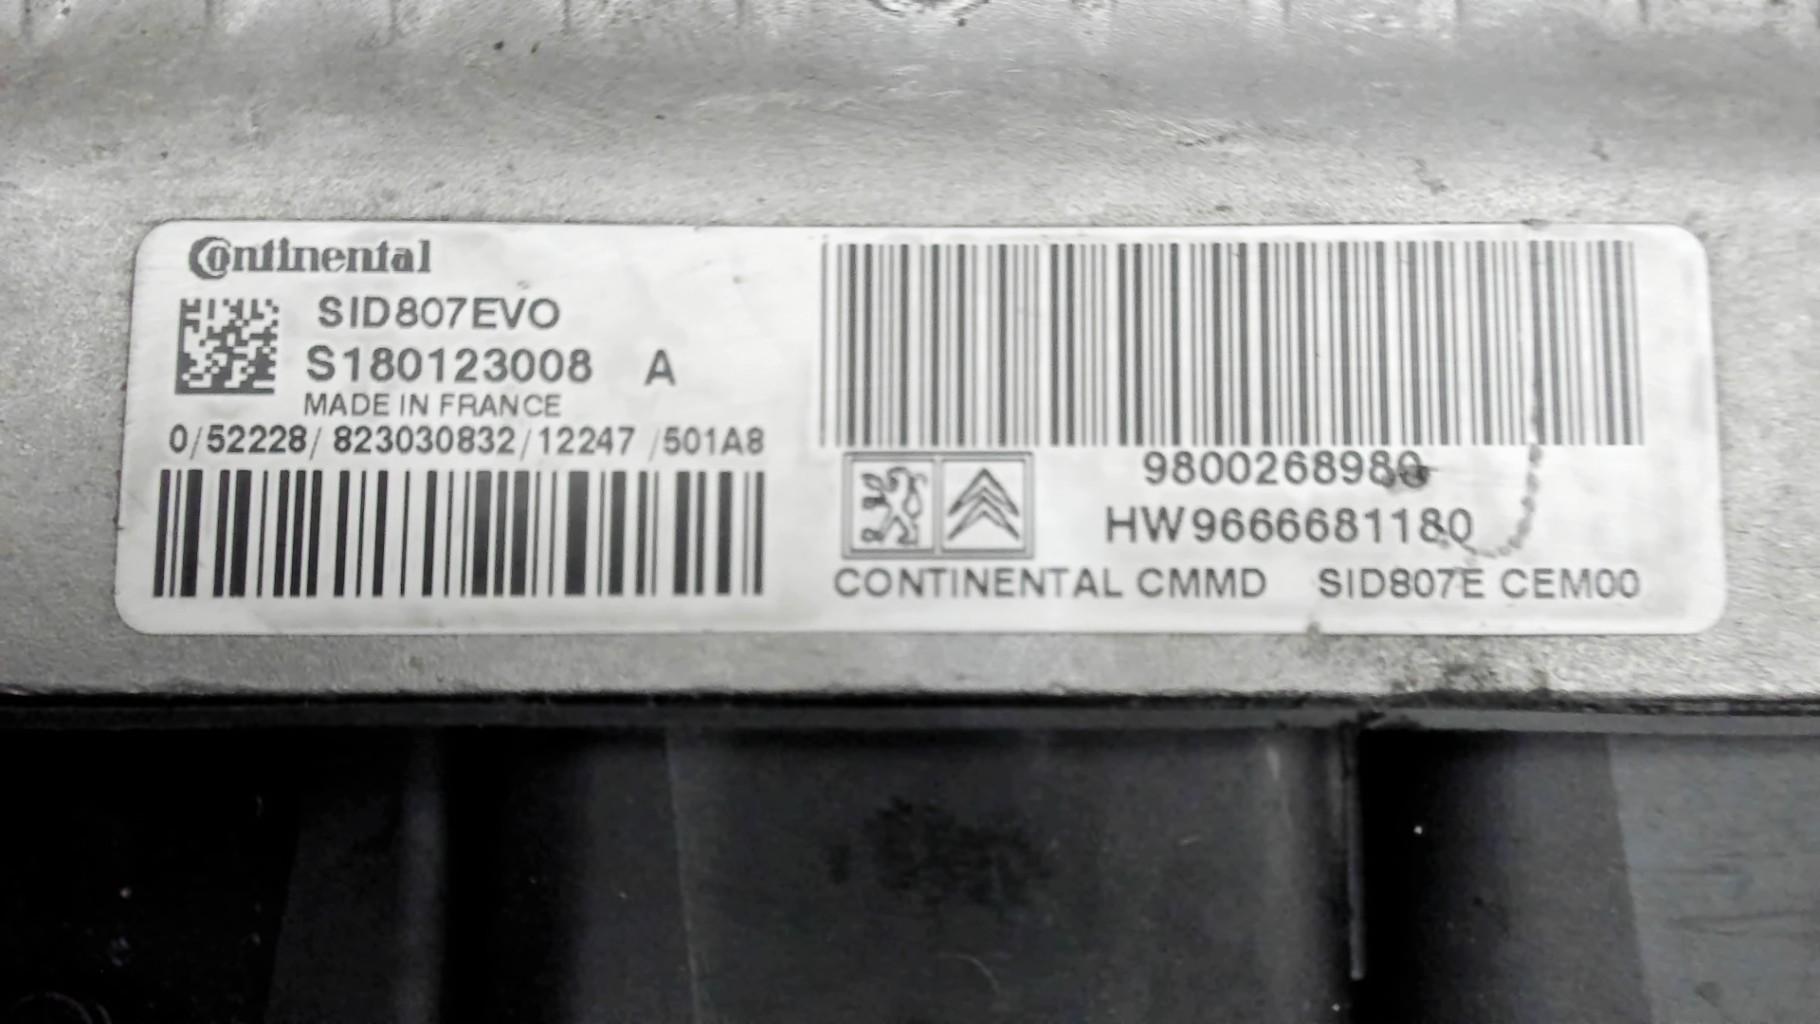 Continental
SID807EVO
S180123008 A
MADE IN FRANCE
0/52228/823030832/12247/501A8
9800268980
HW9666681180
CONTINENTAL CMMD SID807E CEM00